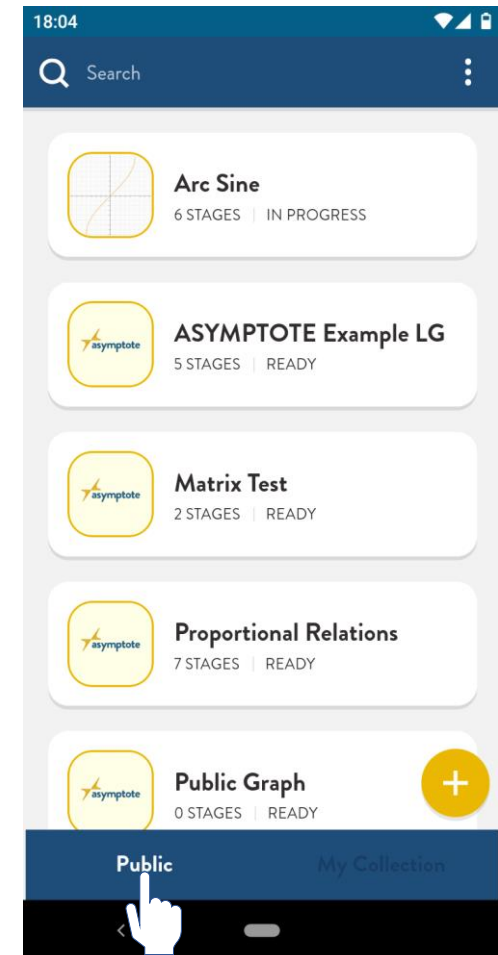 18:04
Search
Arc Sine
6 STAGES | IN PROGRESS
asymptote
ASYMPTOTE Example LG
5 STAGES | READY
asymptote
Matrix Test
2 STAGES | READY
asymptote
Proportional Relations
7 STAGES | READY
asymptote
Public Graph
0 STAGES | READY
Public My Collection